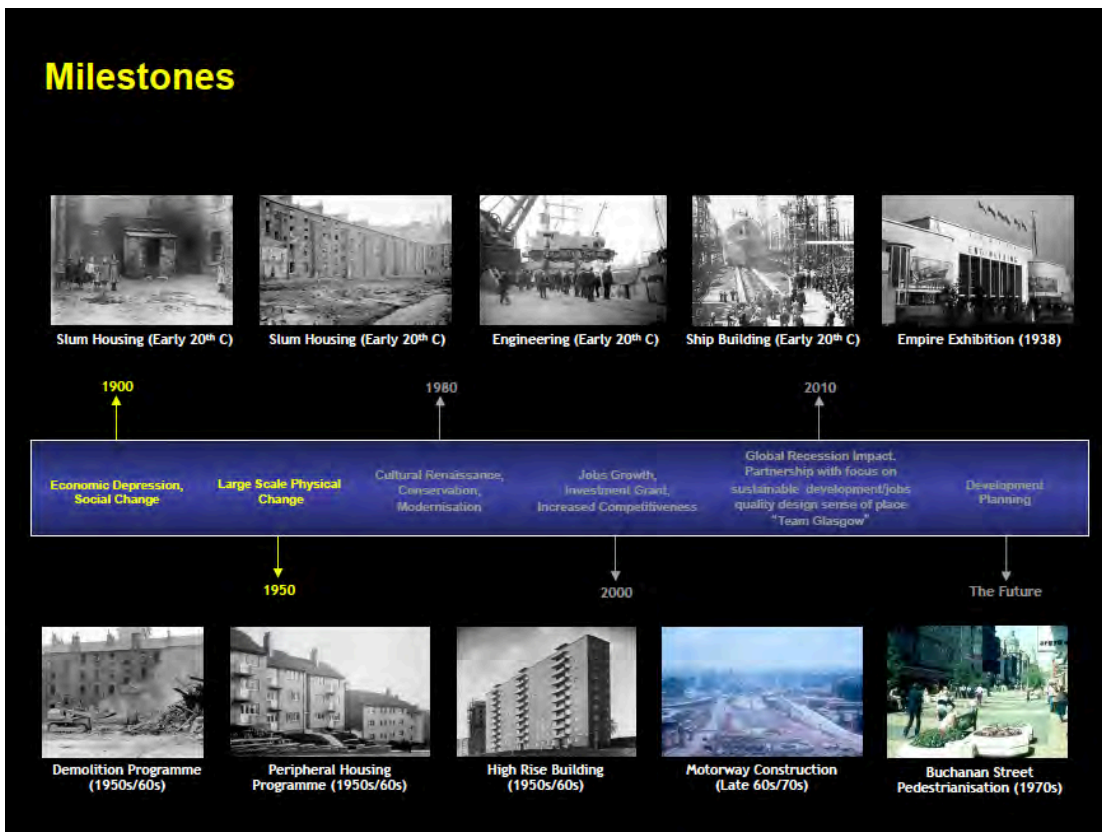 Milestones
ENGINEERING
Slum Housing (Early 20th C)
Slum Housing (Early 20th C)
Engineering (Early 20th C)
Ship Building (Early 20th C)
Empire Exhibition (1938)
1900
1980
2010
Economic Depression,
Social Change
Large Scale Physical
Change
Cultural Renaissance,
Conservation,
Modernisation
Jobs Growth,
Investment Grant,
Increased Competitiveness
Global Recession Impact.
Partnership with focus on
sustainable development/jobs
quality design sense of place
"Team Glasgow"
Development
Planning
1950
2000
The Future
Demolition Programme
(1950s/60s)
Peripheral Housing
Programme (1950s/60s)
High Rise Building
(1950s/60s)
Motorway Construction
(Late 60s/70s)
Buchanan Street
Pedestrianisation (1970s)